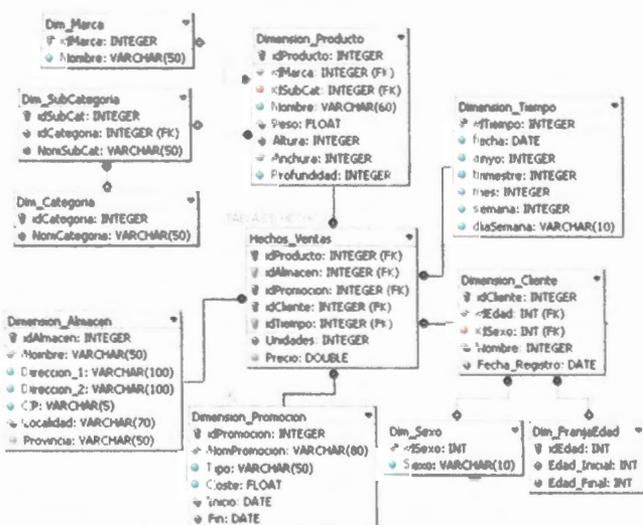 Dim_Marca
idMarca: INTEGER
Nombre: VARCHAR(50)
Dim_SubCategoria
idSubCat: INTEGER
idCategoria: INTEGER (FK)
NomSubCat: VARCHAR(50)
Dim_Categoria
idCategoria: INTEGER
NomCategoria: VARCHAR(50)
Dimension_Producto
idProducto: INTEGER
idMarca: INTEGER (FK)
idSubCat: INTEGER (FK)
Nombre: VARCHAR(60)
Peso: FLOAT
Altura: INTEGER
Anchura: INTEGER
Profundidad: INTEGER
Dimension_Tiempo
idTiempo: INTEGER
fecha: DATE
anyo: INTEGER
trimestre: INTEGER
mes: INTEGER
semana: INTEGER
diaSemana: VARCHAR(10)
TABLA DE HECHOS
Hechos_Ventas
idProducto: INTEGER (FK)
idAlmacen: INTEGER (FK)
idPromocion: INTEGER (FK)
idCliente: INTEGER (FK)
idTiempo: INTEGER (FK)
Unidades: INTEGER
Precio: DOUBLE
Dimension_Cliente
idCliente: INTEGER
idEdad: INT (FK)
idSexo: INT (FK)
Nombre: INTEGER
Fecha_Registro: DATE
Dimension_Almacen
idAlmacen: INTEGER
Nombre: VARCHAR(50)
Direccion_1: VARCHAR(100)
Direccion_2: VARCHAR(100)
CP: VARCHAR(5)
Localidad: VARCHAR(70)
Provincia: VARCHAR(50)
Dimension_Promocion
idPromocion: INTEGER
NomPromocion: VARCHAR(80)
Tipo: VARCHAR(50)
Coste: FLOAT
Inicio: DATE
Fin: DATE
Dim_Sexo
idSexo: INT
Sexo: VARCHAR(10)
Dim_FranjaEdad
idEdad: INT
Edad_Inicial: INT
Edad_Final: INT